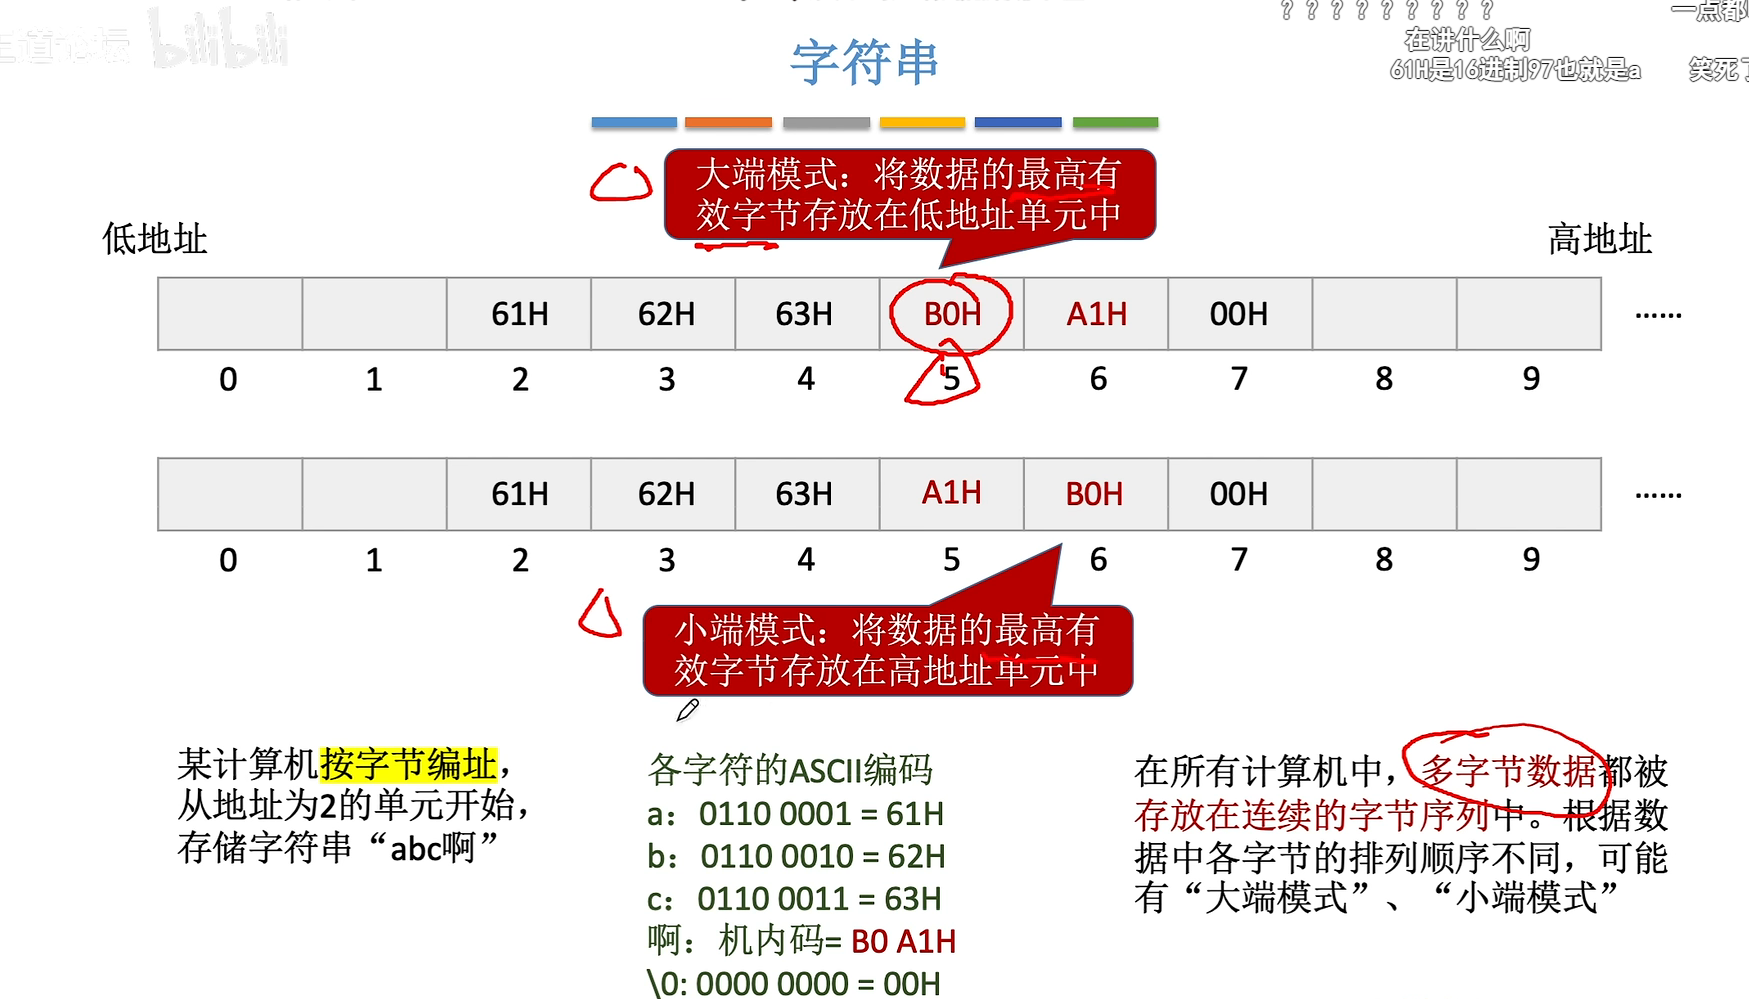 ？？？？？？？？？
一点都
在讲什么啊
61H是16进制97也就是a
笑死了
王道论坛 bilibili
字符串
大端模式：将数据的最高有
效字节存放在低地址单元中
低地址
高地址
61H 62H 63H B0H A1H 00H ……
0 1 2 3 4 5 6 7 8 9
61H 62H 63H A1H B0H 00H ……
0 1 2 3 4 5 6 7 8 9
小端模式：将数据的最高有
效字节存放在高地址单元中
某计算机按字节编址，
从地址为2的单元开始，
存储字符串“abc啊”
各字符的ASCII编码
a：0110 0001 = 61H
b：0110 0010 = 62H
c：0110 0011 = 63H
啊：机内码= B0 A1H
\0: 0000 0000 = 00H
在所有计算机中，多字节数据都被
存放在连续的字节序列中。根据数
据中各字节的排列顺序不同，可能
有“大端模式”、“小端模式”